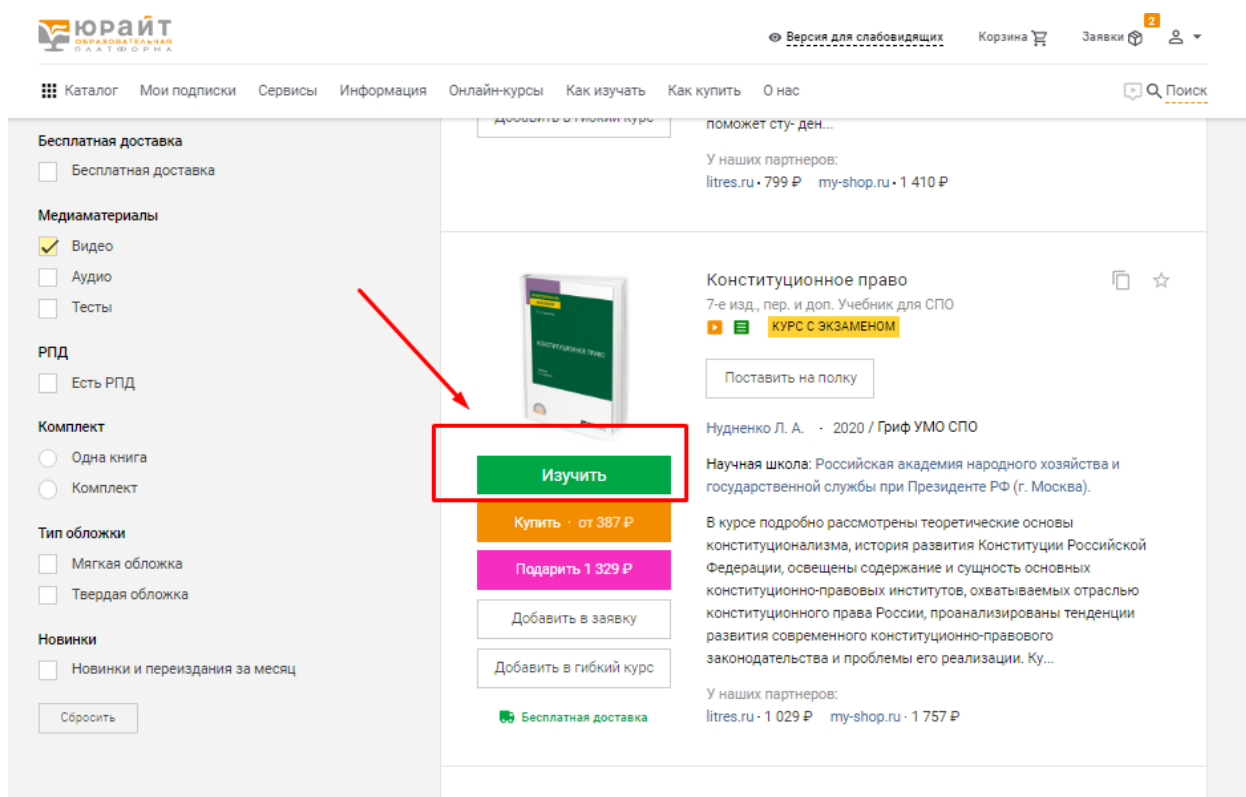 юрайт
ОБРАЗОВАТЕЛЬНАЯ
ПЛАТФОРМА
Версия для слабовидящих
Корзина
Заявки
2
Каталог Мои подписки Сервисы Информация Онлайн-курсы Как изучать Как купить О нас
Поиск
Бесплатная доставка
Бесплатная доставка
Медиаматериалы
Видео
Аудио
Тесты
РПД
Есть РПД
Комплект
Одна книга
Комплект
Тип обложки
Мягкая обложка
Твердая обложка
Новинки
Новинки и переиздания за месяц
Сбросить
Добавить в гибкий курс
поможет сту- ден...
У наших партнеров:
litres.ru • 799 ₽ my-shop.ru • 1 410 ₽
КОНСТИТУЦИОННОЕ ПРАВО
Изучить
Купить · от 387 ₽
Подарить 1 329 ₽
Добавить в заявку
Добавить в гибкий курс
Бесплатная доставка
Конституционное право
7-е изд., пер. и доп. Учебник для СПО
КУРС С ЭКЗАМЕНОМ
Поставить на полку
Нудненко Л. А. · 2020 / Гриф УМО СПО
Научная школа: Российская академия народного хозяйства и
государственной службы при Президенте РФ (г. Москва).
В курсе подробно рассмотрены теоретические основы
конституционализма, история развития Конституции Российской
Федерации, освещены содержание и сущность основных
конституционно-правовых институтов, охватываемых отраслью
конституционного права России, проанализированы тенденции
развития современного конституционно-правового
законодательства и проблемы его реализации. Ку...
У наших партнеров:
litres.ru · 1 029 ₽ my-shop.ru · 1 757 ₽